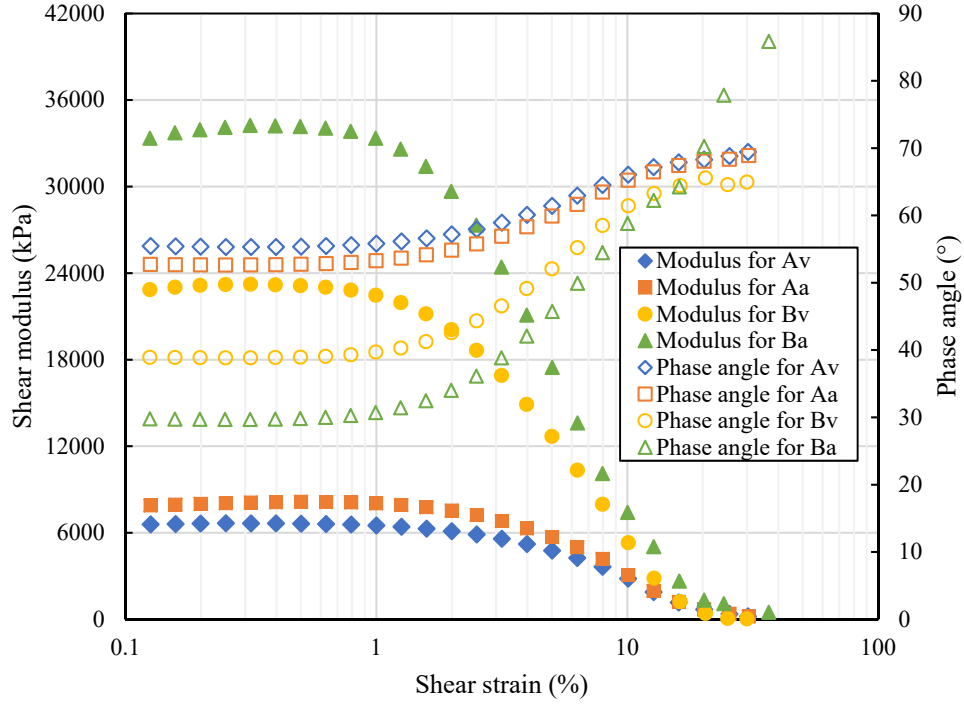 42000
36000
30000
24000
18000
12000
6000
0
Shear modulus (kPa)
90
80
70
60
50
40
30
20
10
0
Phase angle (°)
Modulus for Av
Modulus for Aa
Modulus for Bv
Modulus for Ba
Phase angle for Av
Phase angle for Aa
Phase angle for Bv
Phase angle for Ba
0.1
1
10
100
Shear strain (%)